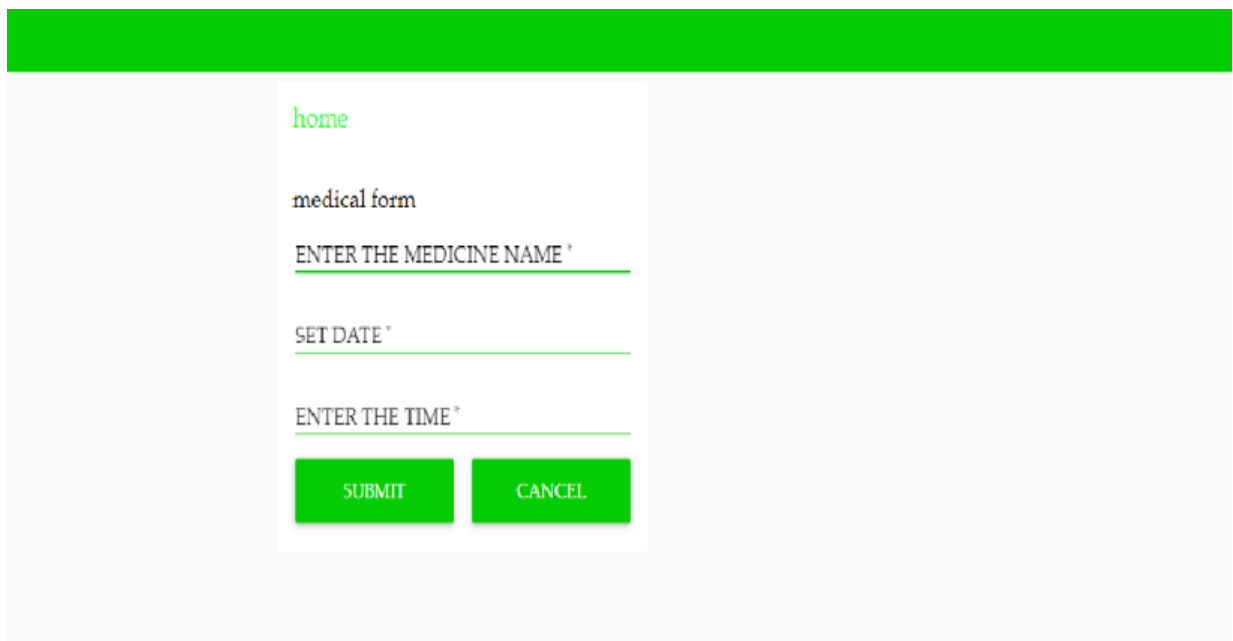 home
medical form
ENTER THE MEDICINE NAME *
SET DATE *
ENTER THE TIME *
SUBMIT CANCEL